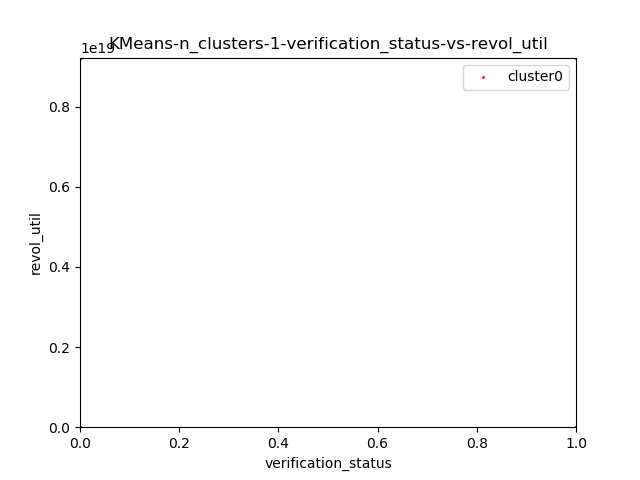 1e19
KMeans-n_clusters-1-verification_status-vs-revol_util
cluster0
0.8
0.6
0.4
0.2
0.0
revol_util
0.0 0.2 0.4 0.6 0.8 1.0
verification_status